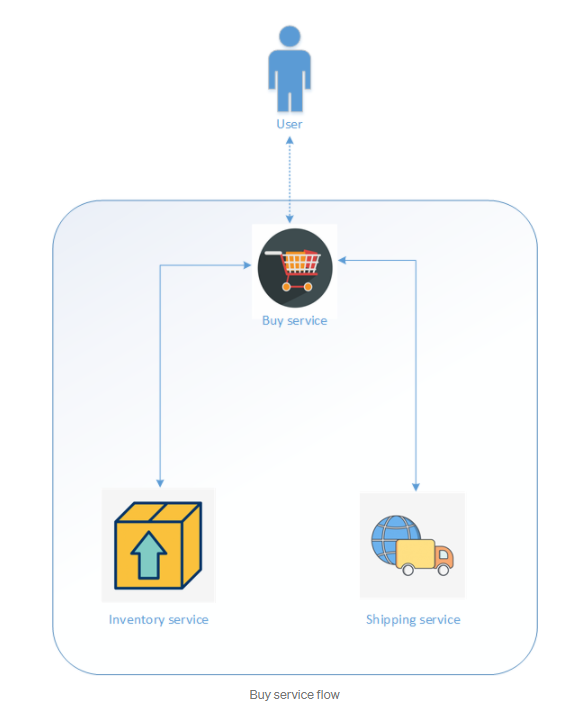 User
Buy service
Inventory service
Shipping service
Buy service flow